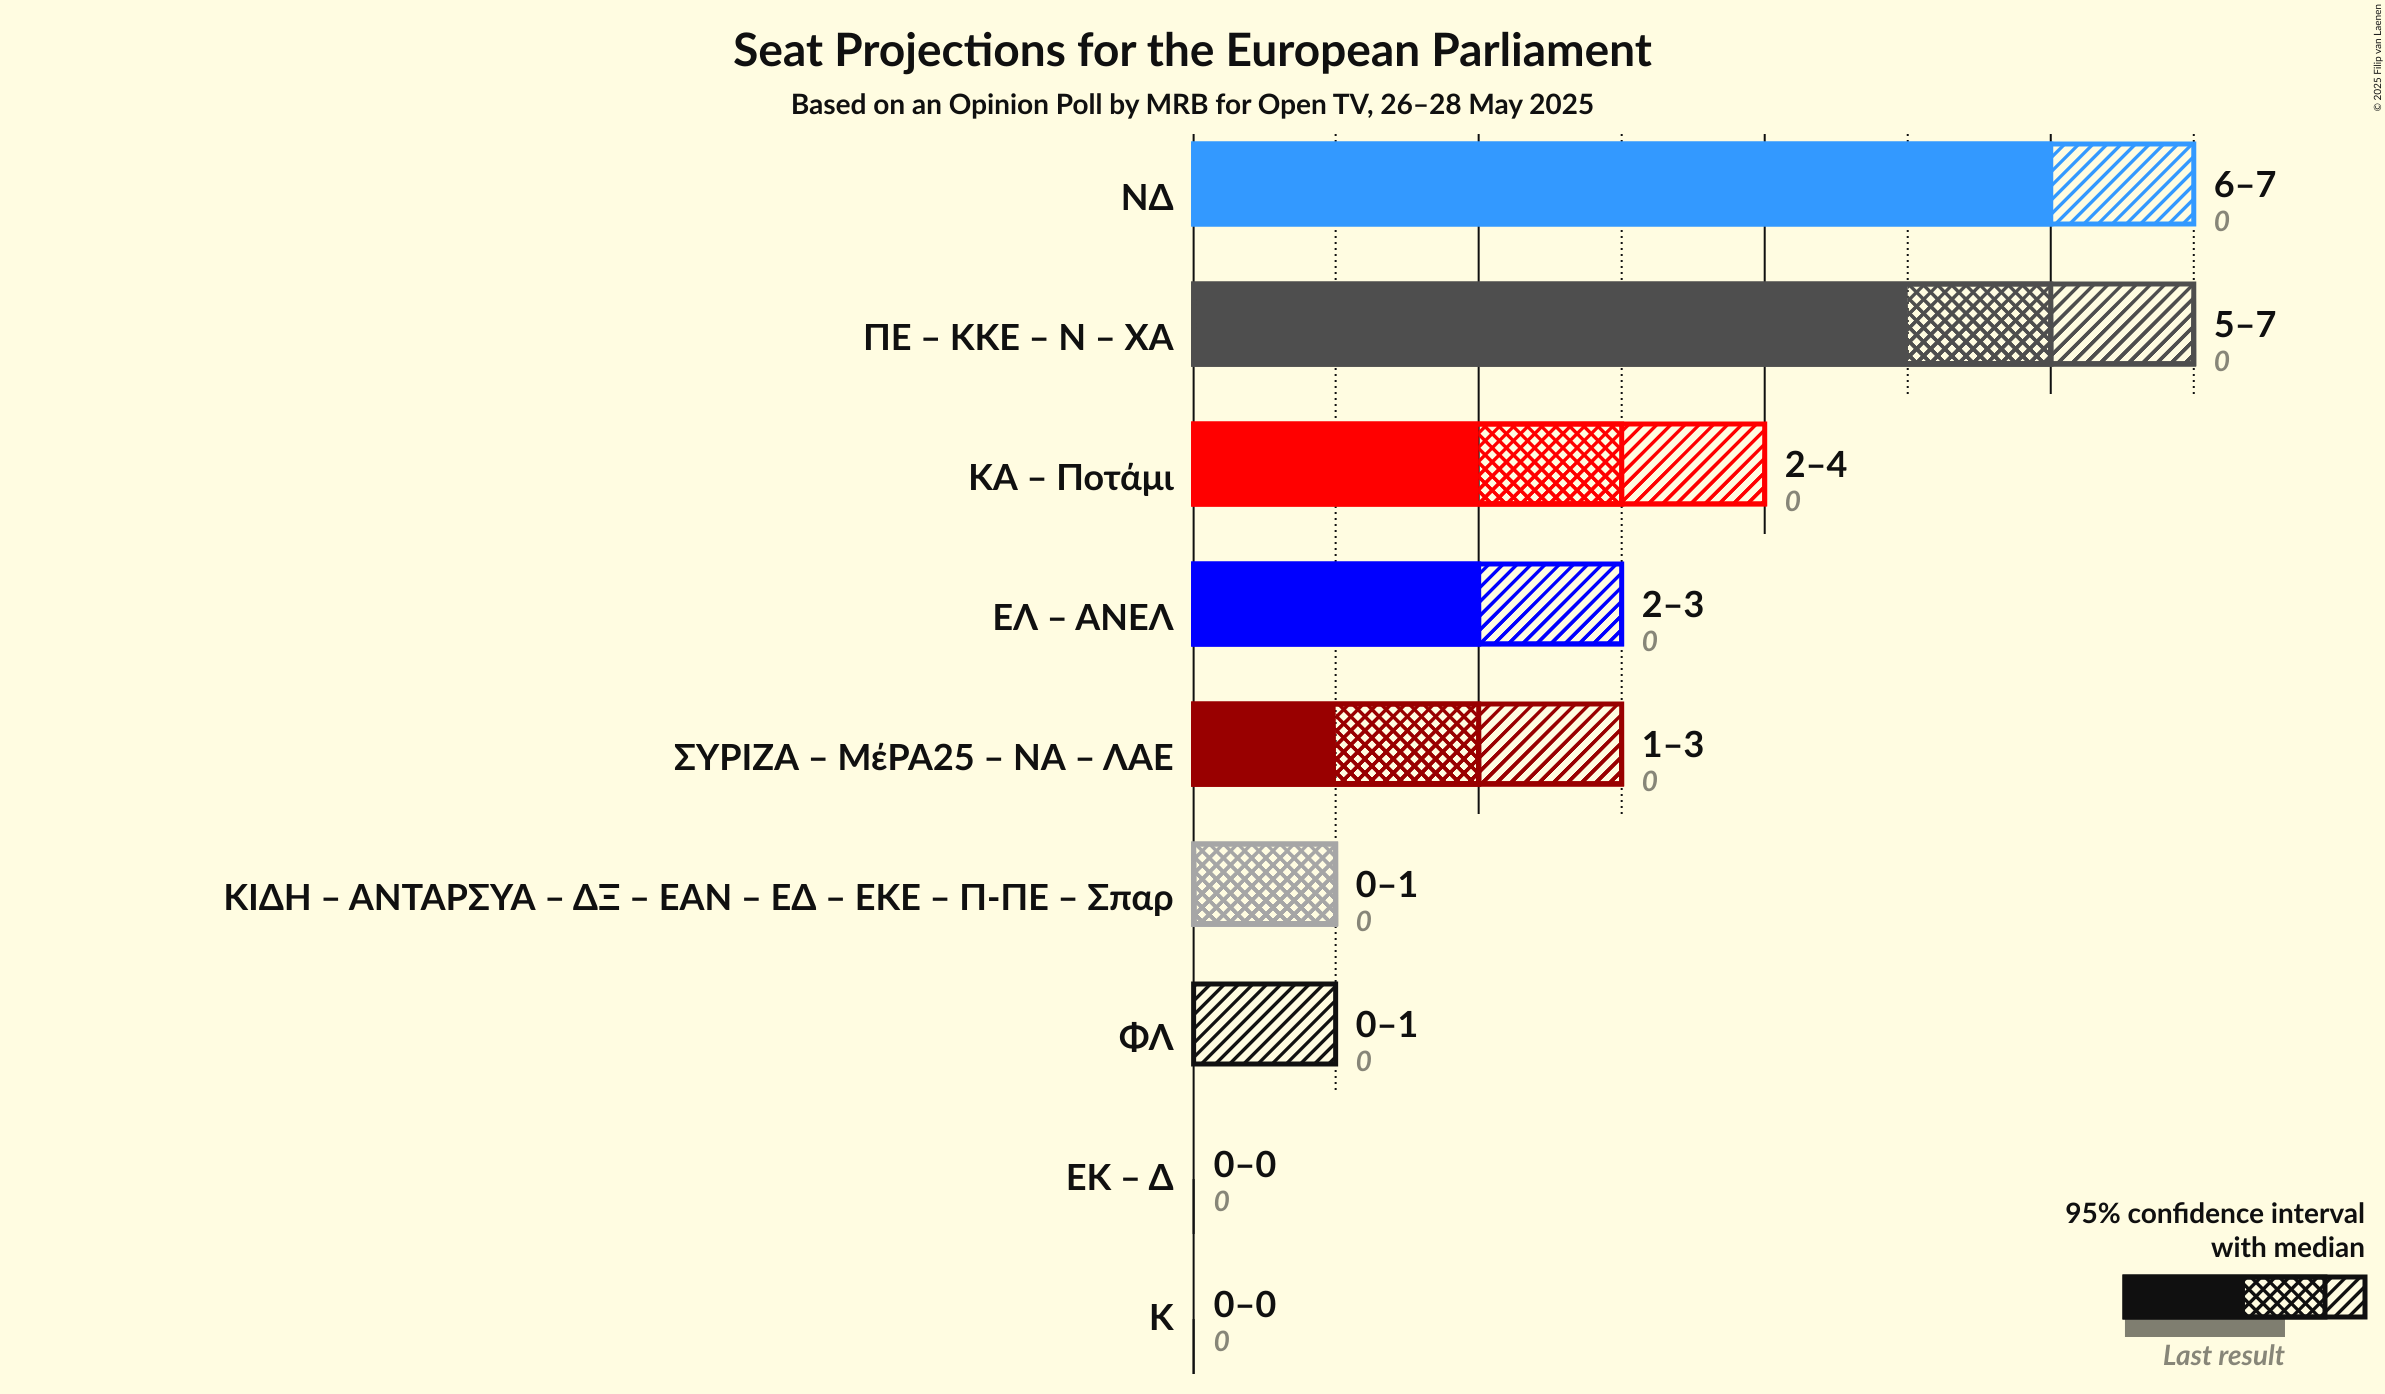 Seat Projections for the European Parliament
Based on an Opinion Poll by MRB for Open TV, 26–28 May 2025
© 2025 Filip van Laenen
ΝΔ
6–7
0
ΠΕ – ΚΚΕ – Ν – ΧΑ
5–7
0
ΚΑ – Ποτάμι
2–4
0
ΕΛ – ΑΝΕΛ
2–3
0
ΣΥΡΙΖΑ – ΜέΡΑ25 – ΝΑ – ΛΑΕ
1–3
0
ΚΙΔΗ – ΑΝΤΑΡΣΥΑ – ΔΞ – ΕΑΝ – ΕΔ – ΕΚΕ – Π-ΠΕ – Σπαρ
0–1
0
ΦΛ
0–1
0
ΕΚ – Δ
0–0
0
Κ
0–0
0
95% confidence interval
with median
Last result